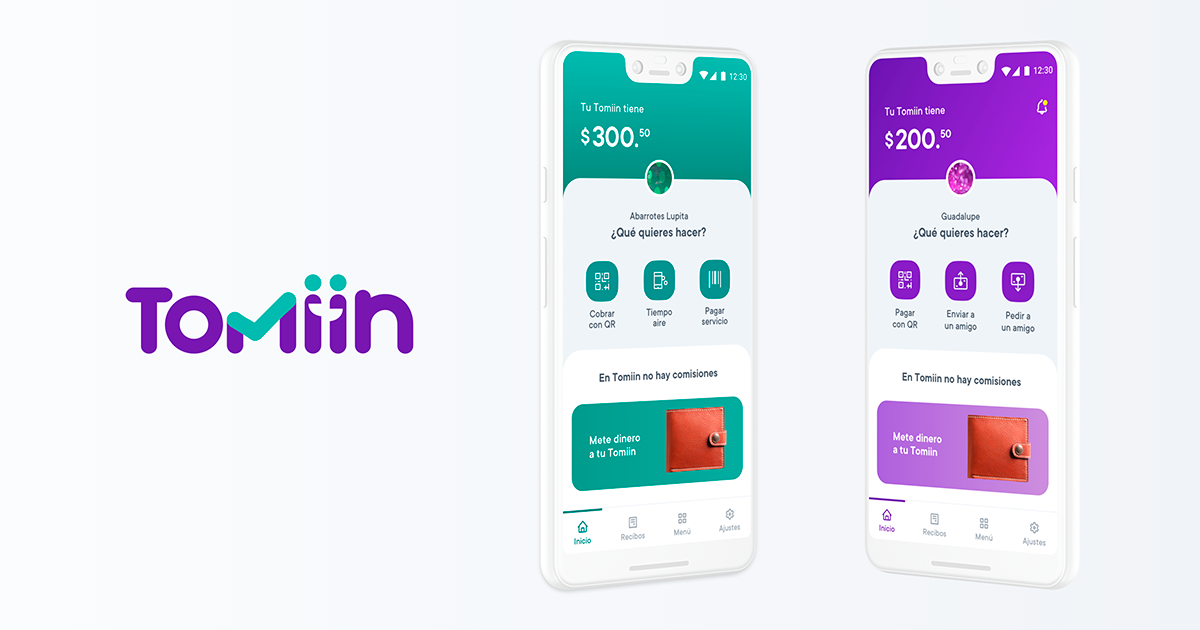 Tomiin
12:30
Tu Tomiin tiene
$300.50
Abarrotes Lupita
¿Qué quieres hacer?
Cobrar
con QR
Tiempo
aire
Pagar
servicio
En Tomiin no hay comisiones
Mete dinero
a tu Tomiin
Inicio
Recibos
Menú
Ajustes
12:30
Tu Tomiin tiene
$200.50
Guadalupe
¿Qué quieres hacer?
Pagar
con QR
Enviar a
un amigo
Pedir a
un amigo
En Tomiin no hay comisiones
Mete dinero
a tu Tomiin
Inicio
Recibos
Menú
Ajustes